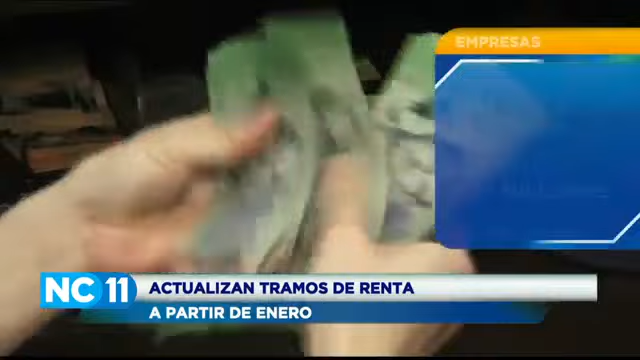 EMPRESAS
NC 11
ACTUALIZAN TRAMOS DE RENTA
A PARTIR DE ENERO